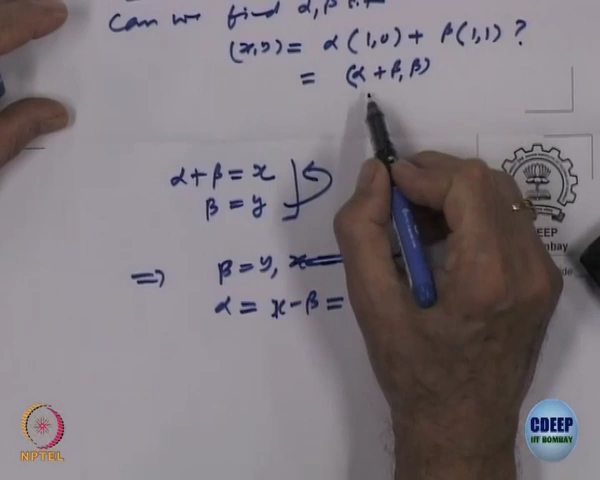 can we find α, β s.t.
(x,y) = α(1,0) + β(1,1) ?
= (α+β, β)
α+β = x
β = y
⇒ β = y,
α = x-β =
CDEEP
IIT BOMBAY
NPTEL